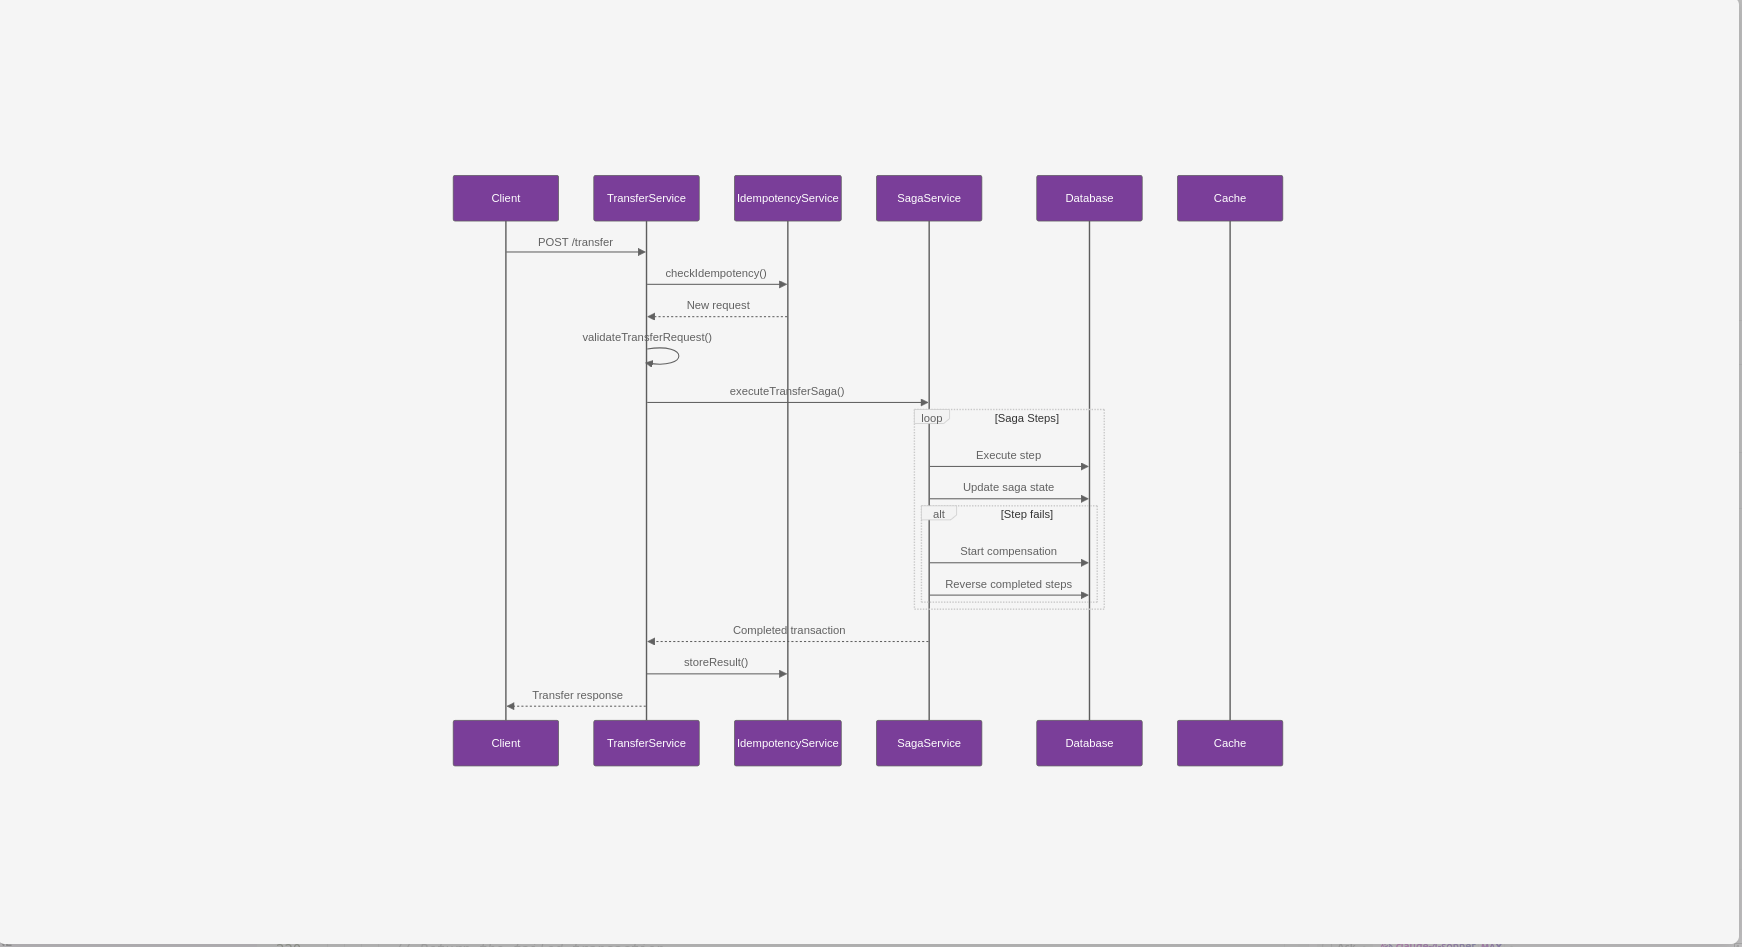 Client
TransferService
IdempotencyService
SagaService
Database
Cache
POST /transfer
checkIdempotency()
New request
validateTransferRequest()
executeTransferSaga()
loop
[Saga Steps]
Execute step
Update saga state
alt
[Step fails]
Start compensation
Reverse completed steps
Completed transaction
storeResult()
Transfer response
Client
TransferService
IdempotencyService
SagaService
Database
Cache